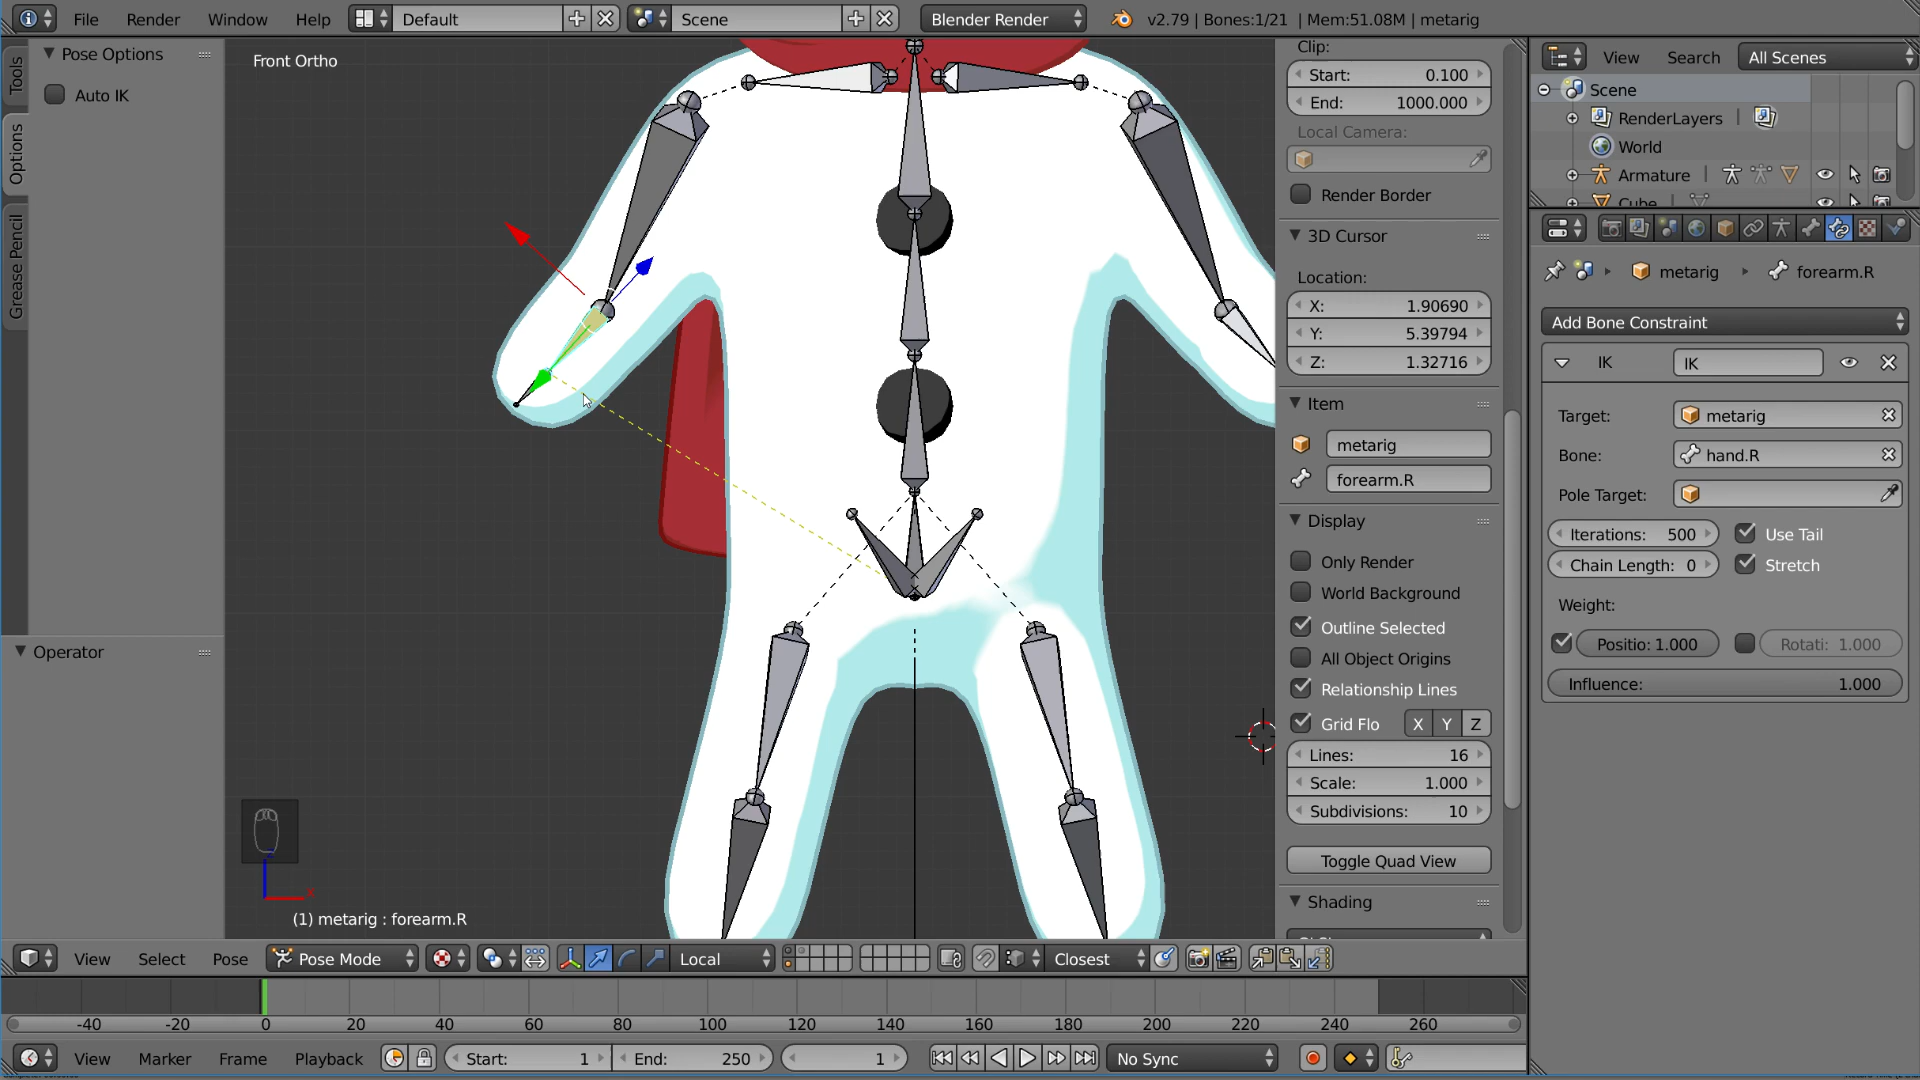 File Render Window Help Default Scene Blender Render v2.79 | Bones:1/21 | Mem:51.08M | metarig
Pose Options
Auto IK
Tools
Options
Grease Pencil
Operator
Front Ortho
(1) metarig : forearm.R
Clip:
Start: 0.100
End: 1000.000
Local Camera:
Render Border
3D Cursor
Location:
X: 1.90690
Y: 5.39794
Z: 1.32716
Item
metarig
forearm.R
Display
Only Render
World Background
Outline Selected
All Object Origins
Relationship Lines
Grid Flo X Y Z
Lines: 16
Scale: 1.000
Subdivisions: 10
Toggle Quad View
Shading
View Search All Scenes
Scene
RenderLayers
World
Armature
Cube
metarig forearm.R
Add Bone Constraint
IK IK
Target: metarig
Bone: hand.R
Pole Target:
Iterations: 500 Use Tail
Chain Length: 0 Stretch
Weight:
Positio: 1.000 Rotati: 1.000
Influence: 1.000
View Select Pose Pose Mode Local Closest
-40 -20 0 20 40 60 80 100 120 140 160 180 200 220 240 260
View Marker Frame Playback Start: 1 End: 250 1 No Sync